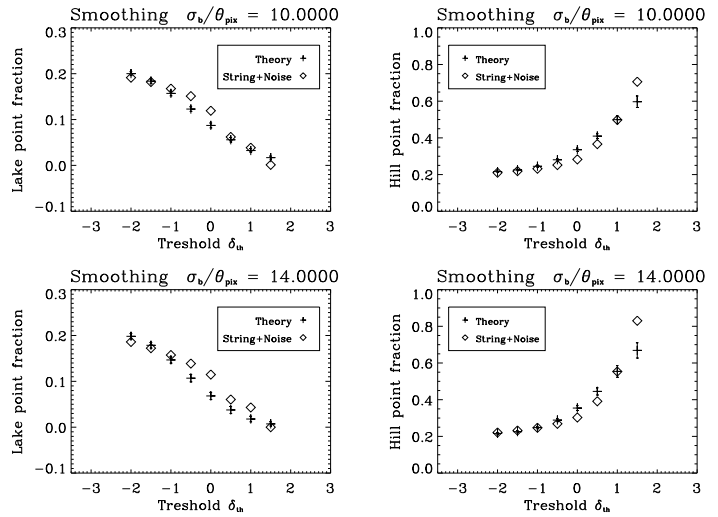 Smoothing σb/θpix = 10.0000
0.3
0.2
0.1
0.0
−0.1
Lake point fraction
+ Theory
◇ String+Noise
−3 −2 −1 0 1 2 3
Treshold δth
Smoothing σb/θpix = 10.0000
1.0
0.8
0.6
0.4
0.2
0.0
Hill point fraction
+ Theory
◇ String+Noise
−3 −2 −1 0 1 2 3
Treshold δth
Smoothing σb/θpix = 14.0000
0.3
0.2
0.1
0.0
−0.1
Lake point fraction
+ Theory
◇ String+Noise
−3 −2 −1 0 1 2 3
Treshold δth
Smoothing σb/θpix = 14.0000
1.0
0.8
0.6
0.4
0.2
0.0
Hill point fraction
+ Theory
◇ String+Noise
−3 −2 −1 0 1 2 3
Treshold δth